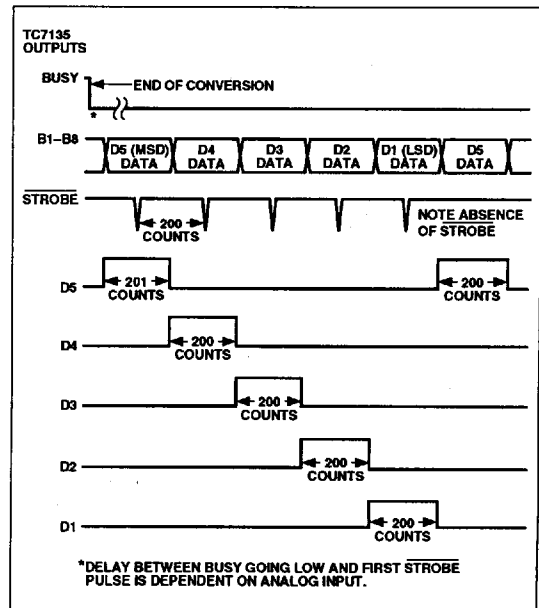 TC7135
OUTPUTS
BUSY
END OF CONVERSION
*
B1–B8
D5 (MSD)
DATA
D4
DATA
D3
DATA
D2
DATA
D1 (LSD)
DATA
D5
DATA
STROBE
200
COUNTS
NOTE ABSENCE
OF STROBE
D5
201
COUNTS
200
COUNTS
D4
200
COUNTS
D3
200
COUNTS
D2
200
COUNTS
D1
200
COUNTS
*DELAY BETWEEN BUSY GOING LOW AND FIRST STROBE
PULSE IS DEPENDENT ON ANALOG INPUT.